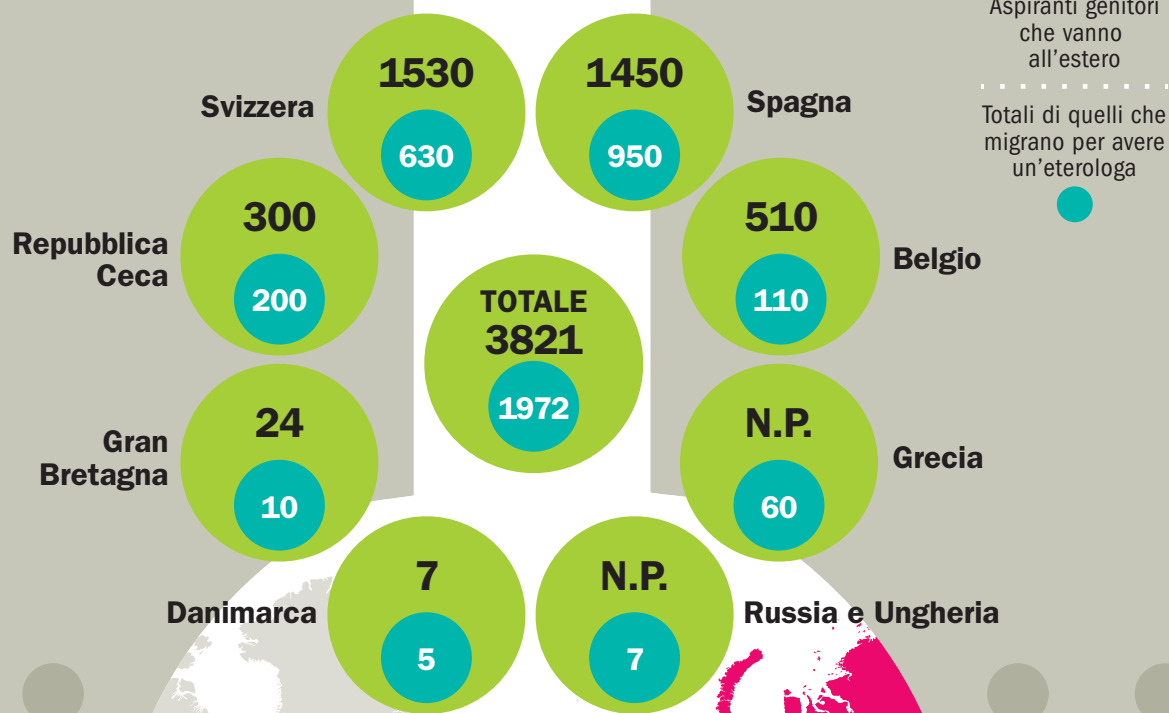 Aspiranti genitori
che vanno
all'estero
Totali di quelli che
migrano per avere
un'eterologa
Svizzera
1530
630
1450
950
Spagna
Repubblica
Ceca
300
200
510
110
Belgio
TOTALE
3821
1972
Gran
Bretagna
24
10
N.P.
60
Grecia
Danimarca
7
5
N.P.
7
Russia e Ungheria